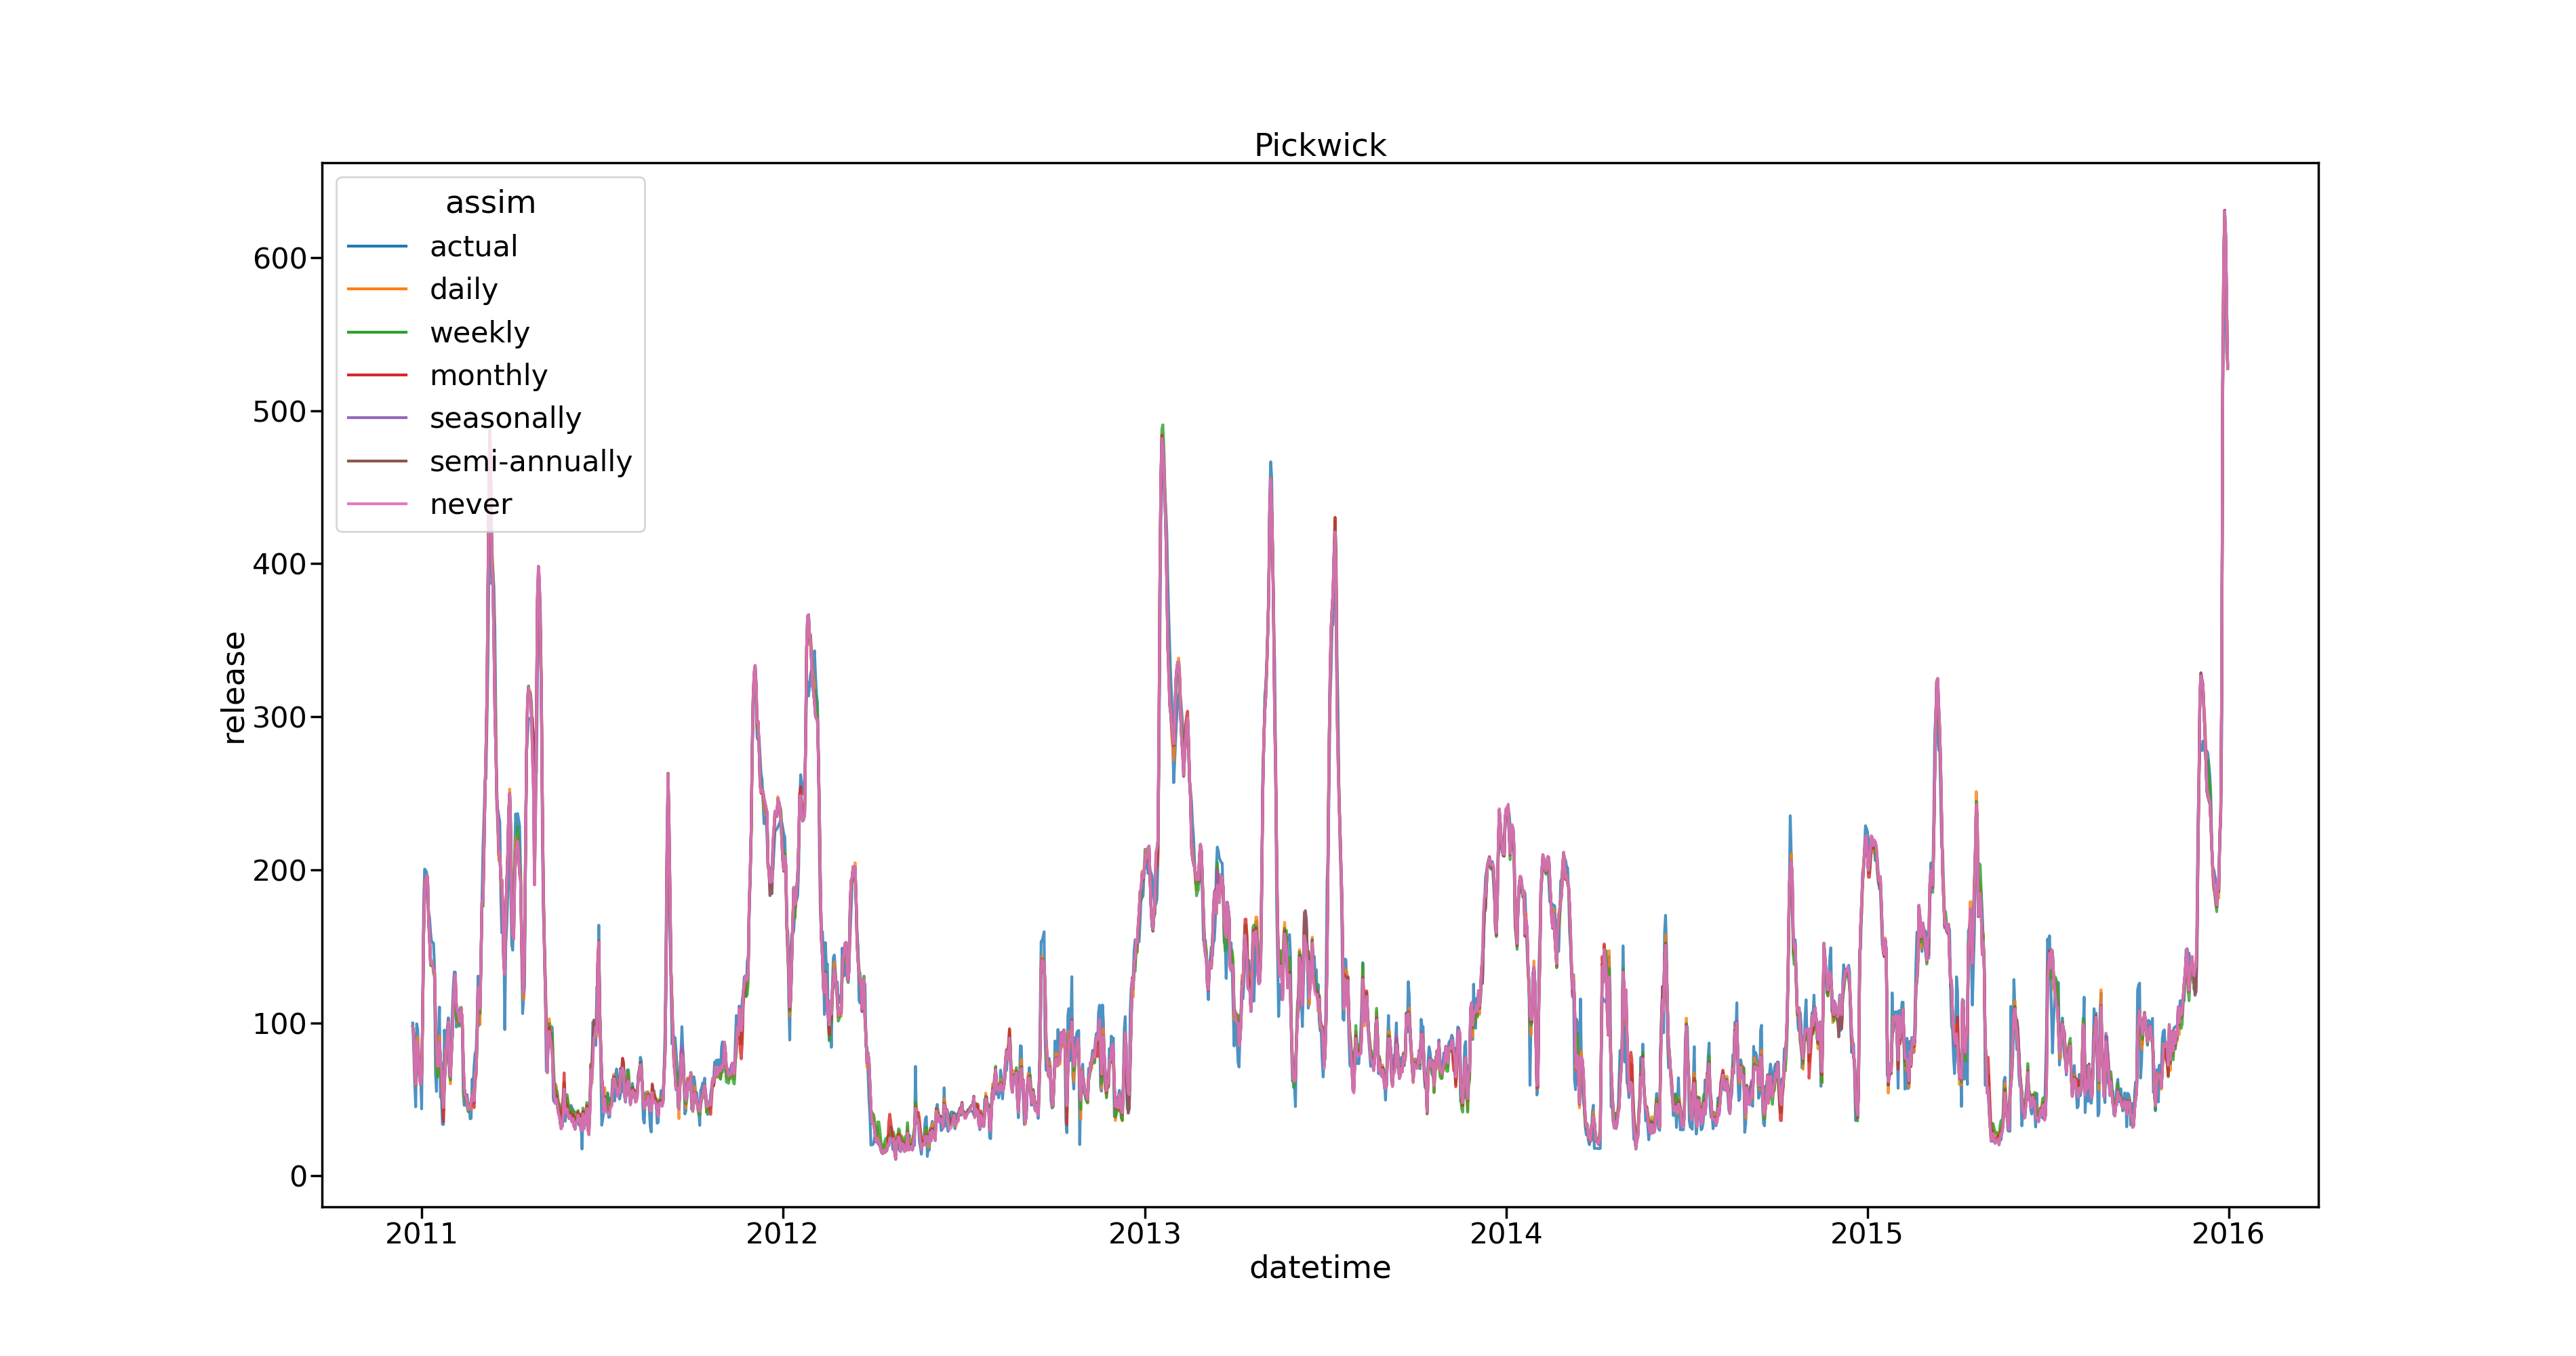 Pickwick
assim
actual
daily
weekly
monthly
seasonally
semi-annually
never
release
600
500
400
300
200
100
0
2011 2012 2013 2014 2015 2016
datetime